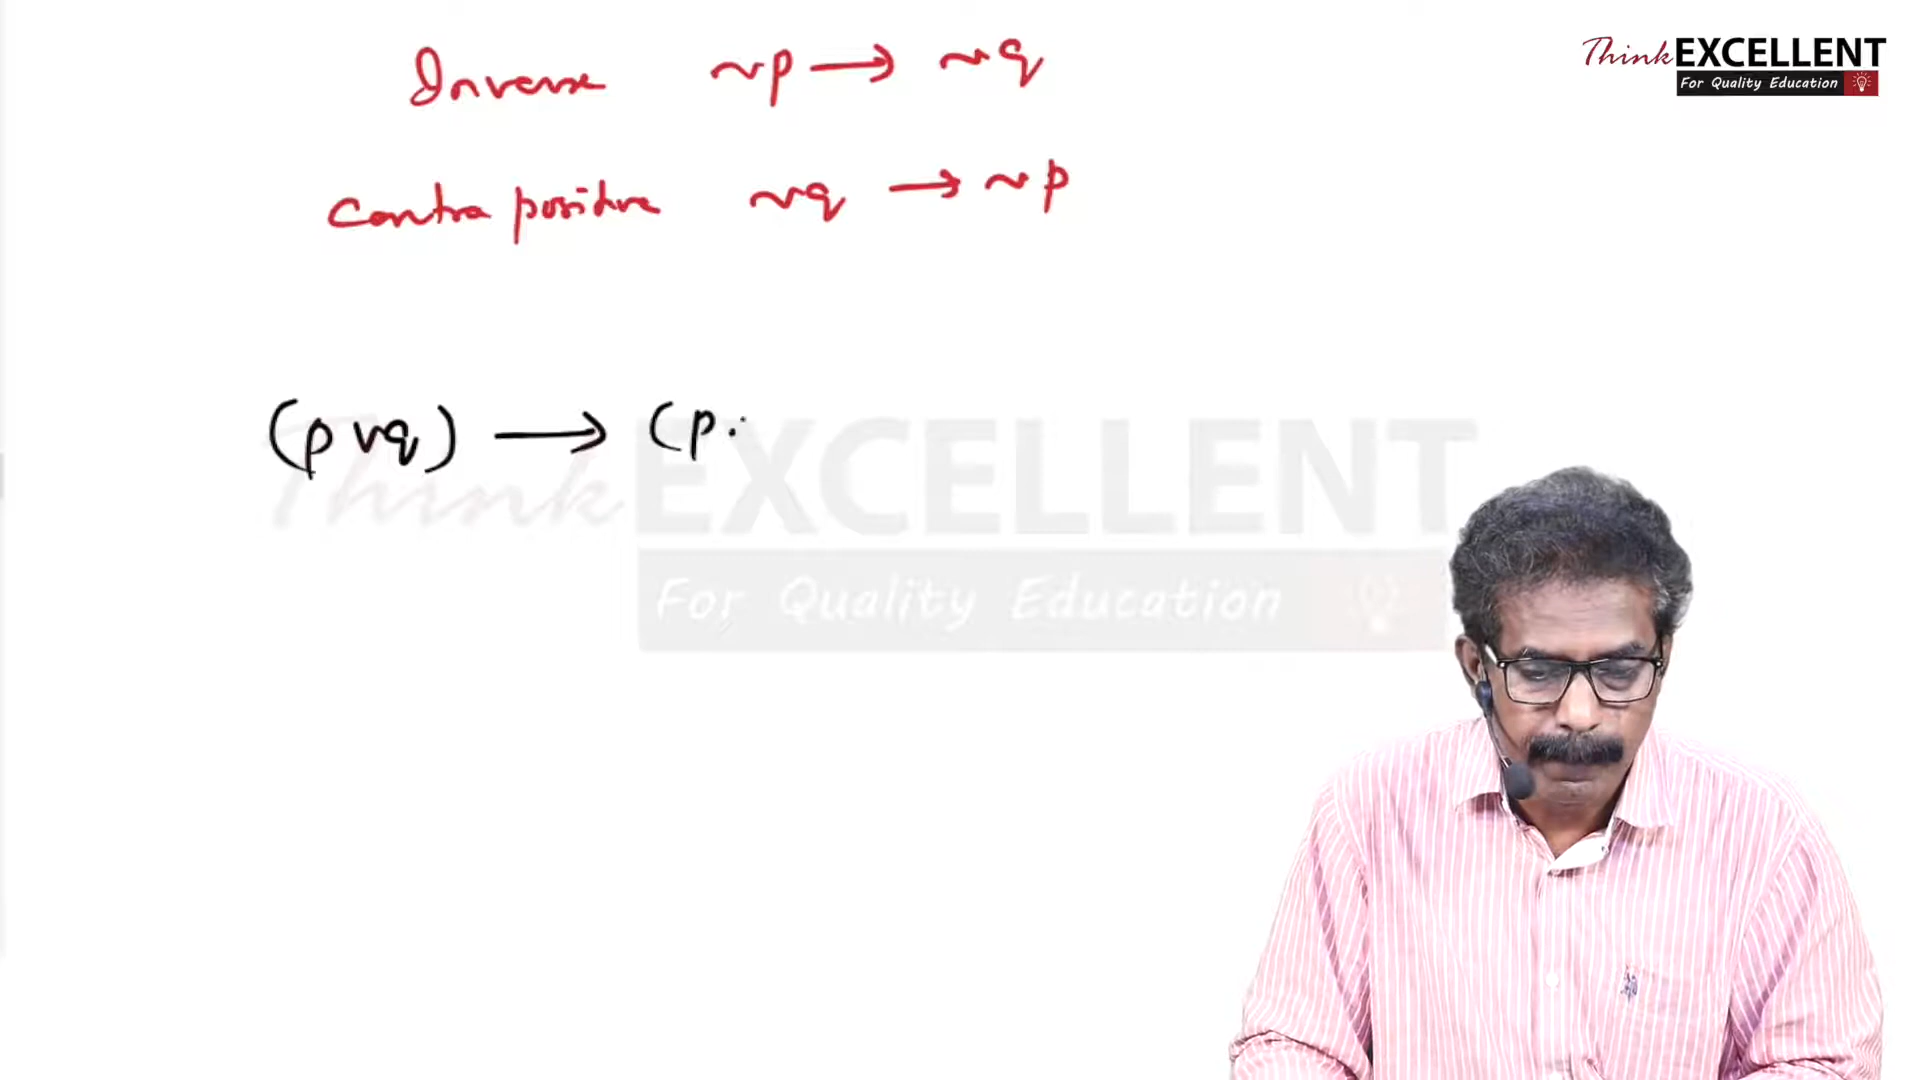 Inverse ~p → ~q
Think EXCELLENT
For Quality Education
Contra positive ~q → ~p
(p ∨ q) → (p .
Think EXCELLENT
For Quality Education